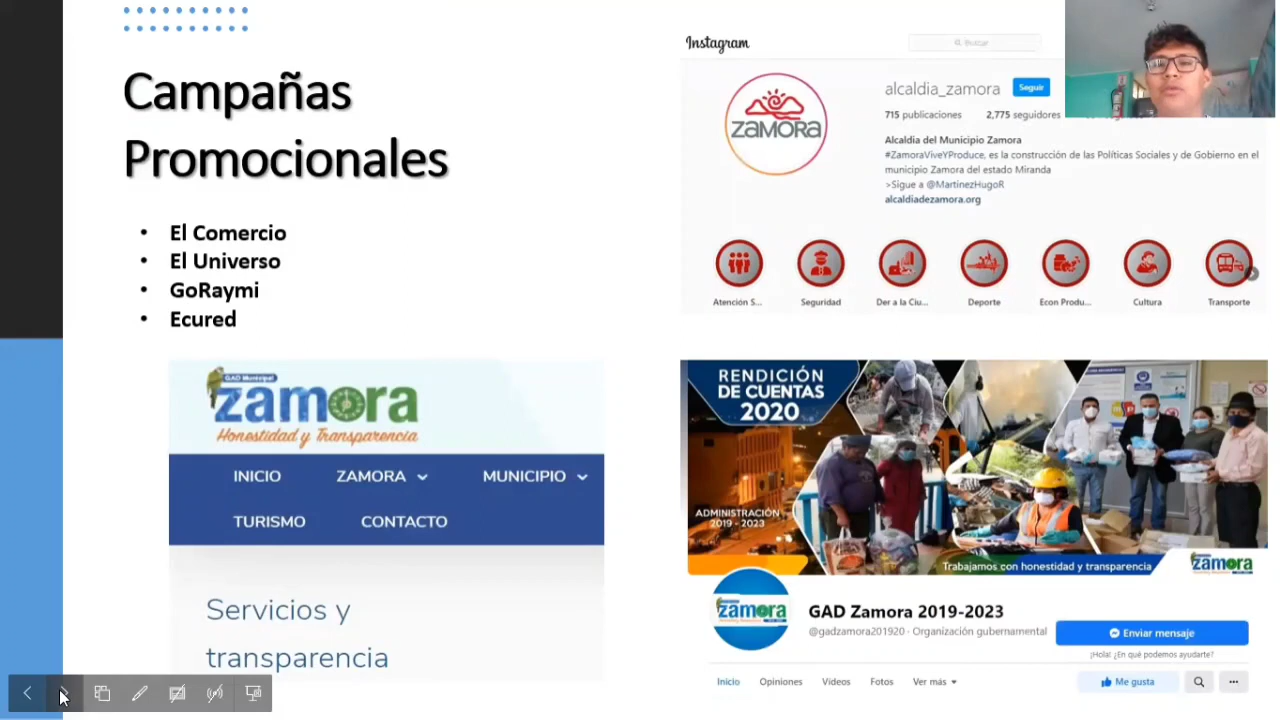 Campañas
Promocionales
• El Comercio
• El Universo
• GoRaymi
• Ecured
GAD Municipal
zamora
Honestidad y Transparencia
INICIO ZAMORA MUNICIPIO
TURISMO CONTACTO
Servicios y
transparencia
Instagram
Buscar
ZAMORA
alcaldia_zamora Seguir
715 publicaciones 2,775 seguidores
Alcaldía del Municipio Zamora
#ZamoraViveYProduce, es la construcción de las Políticas Sociales y de Gobierno en el
municipio Zamora del estado Miranda
>Sigue a @MartinezHugoR
alcaldiadezamora.org
Atención S... Seguridad Der a la Ciu... Deporte Econ Produ... Cultura Transporte
RENDICIÓN
DE CUENTAS
2020
ADMINISTRACIÓN
2019 - 2023
Trabajamos con honestidad y transparencia
zamora
zamora
GAD Zamora 2019-2023
@gadzamora201920 · Organización gubernamental
Enviar mensaje
¡Hola! ¿En qué podemos ayudarte?
Inicio Opiniones Videos Fotos Ver más
Me gusta